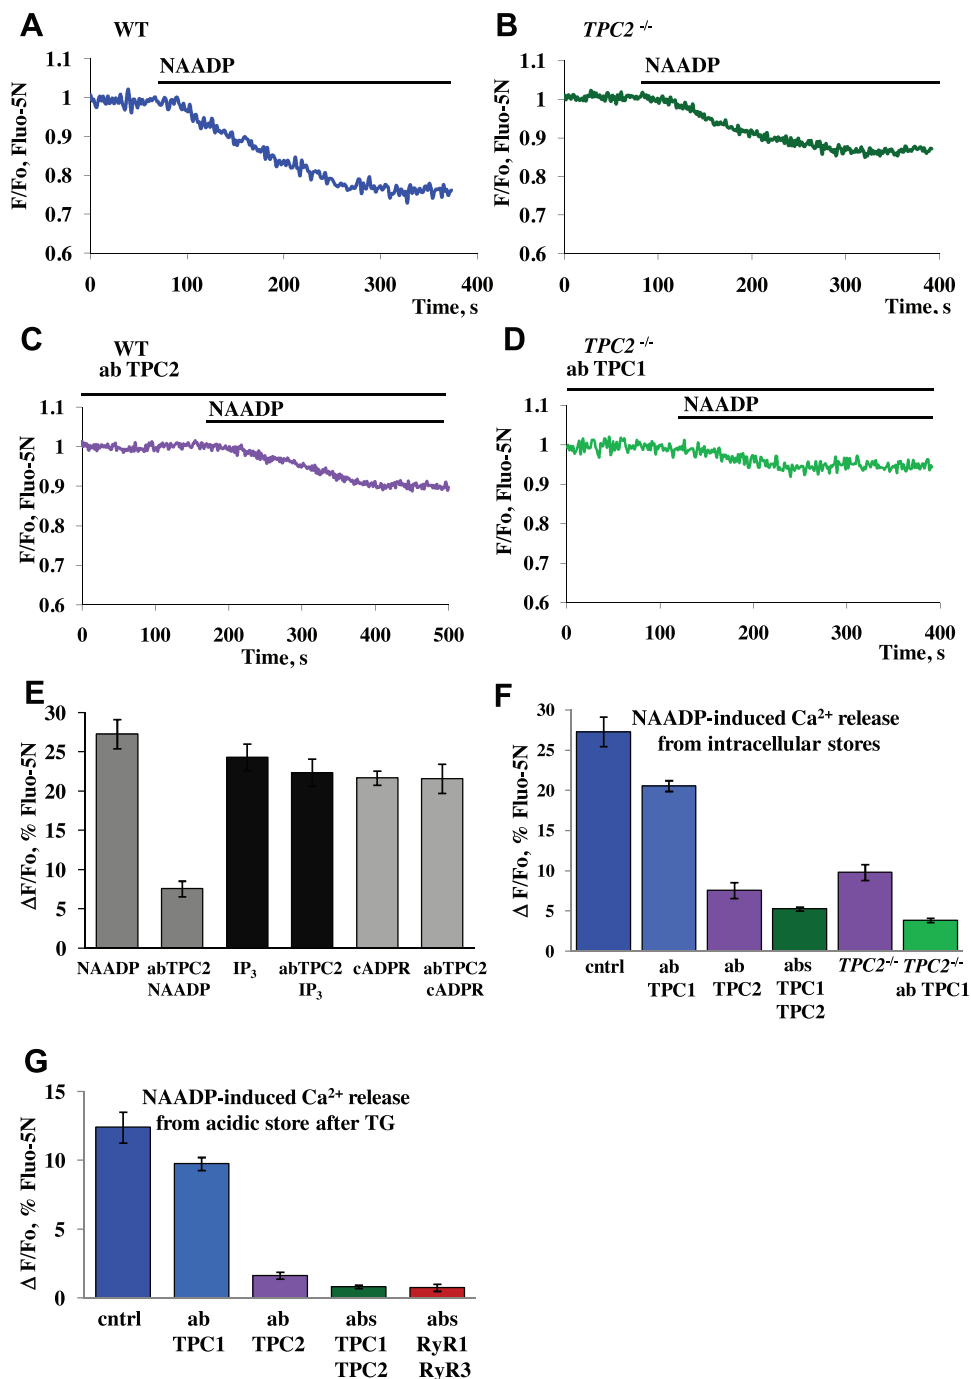 A
WT
NAADP
F/Fo, Fluo-5N
1.1
1
0.9
0.8
0.7
0.6
0 100 200 300 400
Time, s
B
TPC2 -/-
NAADP
F/Fo, Fluo-5N
1.1
1
0.9
0.8
0.7
0.6
0 100 200 300 400
Time, s
C
WT
ab TPC2
NAADP
F/Fo, Fluo-5N
1.1
1
0.9
0.8
0.7
0.6
0 100 200 300 400 500
Time, s
D
TPC2 -/-
ab TPC1
NAADP
F/Fo, Fluo-5N
1.1
1
0.9
0.8
0.7
0.6
0 100 200 300 400
Time, s
E
ΔF/Fo, % Fluo-5N
30
25
20
15
10
5
0
NAADP abTPC2 IP3 abTPC2 cADPR abTPC2
NAADP IP3 cADPR
F
NAADP-induced Ca2+ release
from intracellular stores
Δ F/Fo, % Fluo-5N
30
25
20
15
10
5
0
cntrl ab ab abs TPC2-/- TPC2-/-
TPC1 TPC2 TPC1 ab TPC1
TPC2
G
NAADP-induced Ca2+ release
from acidic store after TG
Δ F/Fo, % Fluo-5N
15
10
5
0
cntrl ab ab abs abs
TPC1 TPC2 TPC1 RyR1
TPC2 RyR3